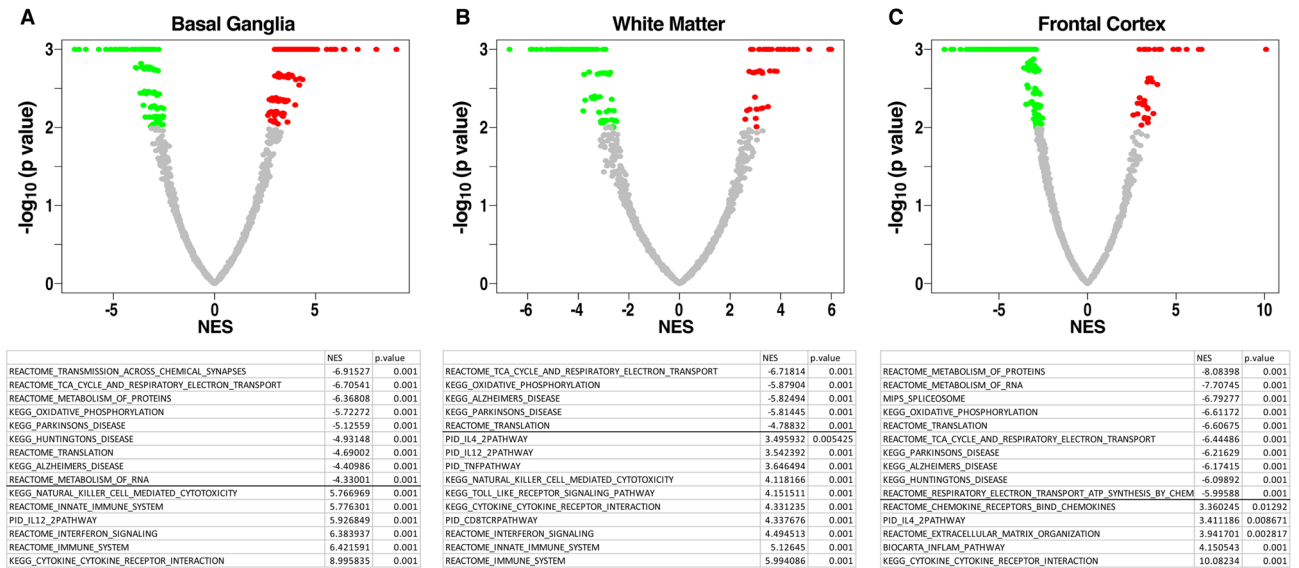 A
Basal Ganglia
3
2
1
0
-log10 (p value)
-5
0
5
NES
NES
p.value
REACTOME_TRANSMISSION_ACROSS_CHEMICAL_SYNAPSES -6.91527 0.001
REACTOME_TCA_CYCLE_AND_RESPIRATORY_ELECTRON_TRANSPORT -6.70541 0.001
REACTOME_METABOLISM_OF_PROTEINS -6.36808 0.001
KEGG_OXIDATIVE_PHOSPHORYLATION -5.72272 0.001
KEGG_PARKINSONS_DISEASE -5.12559 0.001
KEGG_HUNTINGTONS_DISEASE -4.93148 0.001
REACTOME_TRANSLATION -4.69002 0.001
KEGG_ALZHEIMERS_DISEASE -4.40986 0.001
REACTOME_METABOLISM_OF_RNA -4.33001 0.001
KEGG_NATURAL_KILLER_CELL_MEDIATED_CYTOTOXICITY 5.766969 0.001
REACTOME_INNATE_IMMUNE_SYSTEM 5.776301 0.001
PID_IL12_2PATHWAY 5.926849 0.001
REACTOME_INTERFERON_SIGNALING 6.383937 0.001
REACTOME_IMMUNE_SYSTEM 6.421591 0.001
KEGG_CYTOKINE_CYTOKINE_RECEPTOR_INTERACTION 8.995835 0.001
B
White Matter
3
2
1
0
-log10 (p value)
-6
-4
-2
0
2
4
6
NES
NES
p.value
REACTOME_TCA_CYCLE_AND_RESPIRATORY_ELECTRON_TRANSPORT -6.71814 0.001
KEGG_OXIDATIVE_PHOSPHORYLATION -5.87904 0.001
KEGG_ALZHEIMERS_DISEASE -5.82494 0.001
KEGG_PARKINSONS_DISEASE -5.81445 0.001
REACTOME_TRANSLATION -4.78832 0.001
PID_IL4_2PATHWAY 3.495932 0.005425
PID_IL12_2PATHWAY 3.542392 0.001
PID_TNFPATHWAY 3.646494 0.001
KEGG_NATURAL_KILLER_CELL_MEDIATED_CYTOTOXICITY 4.118166 0.001
KEGG_TOLL_LIKE_RECEPTOR_SIGNALING_PATHWAY 4.151511 0.001
KEGG_CYTOKINE_CYTOKINE_RECEPTOR_INTERACTION 4.331235 0.001
PID_CD8TCRPATHWAY 4.337676 0.001
REACTOME_INTERFERON_SIGNALING 4.494513 0.001
REACTOME_INNATE_IMMUNE_SYSTEM 5.12645 0.001
REACTOME_IMMUNE_SYSTEM 5.994086 0.001
C
Frontal Cortex
3
2
1
0
-log10 (p value)
-5
0
5
10
NES
NES
p.value
REACTOME_METABOLISM_OF_PROTEINS -8.08398 0.001
REACTOME_METABOLISM_OF_RNA -7.70745 0.001
MIPS_SPLICEOSOME -6.79277 0.001
KEGG_OXIDATIVE_PHOSPHORYLATION -6.61172 0.001
REACTOME_TRANSLATION -6.60675 0.001
REACTOME_TCA_CYCLE_AND_RESPIRATORY_ELECTRON_TRANSPORT -6.44486 0.001
KEGG_PARKINSONS_DISEASE -6.21629 0.001
KEGG_ALZHEIMERS_DISEASE -6.17415 0.001
KEGG_HUNTINGTONS_DISEASE -6.09892 0.001
REACTOME_RESPIRATORY_ELECTRON_TRANSPORT_ATP_SYNTHESIS_BY_CHEM -5.99588 0.001
REACTOME_CHEMOKINE_RECEPTORS_BIND_CHEMOKINES 3.360245 0.01292
PID_IL4_2PATHWAY 3.411186 0.008671
REACTOME_EXTRACELLULAR_MATRIX_ORGANIZATION 3.941701 0.002817
BIOCARTA_INFLAM_PATHWAY 4.150543 0.001
KEGG_CYTOKINE_CYTOKINE_RECEPTOR_INTERACTION 10.08234 0.001